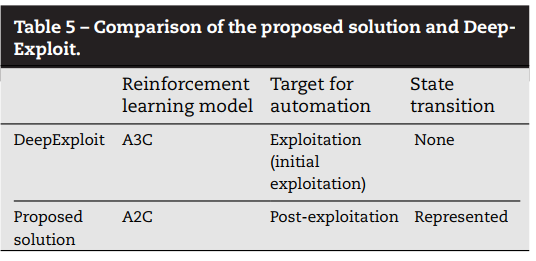 Table 5 – Comparison of the proposed solution and Deep-
Exploit.
Reinforcement learning model
Target for automation
State transition
DeepExploit
A3C
Exploitation (initial exploitation)
None
Proposed solution
A2C
Post-exploitation
Represented